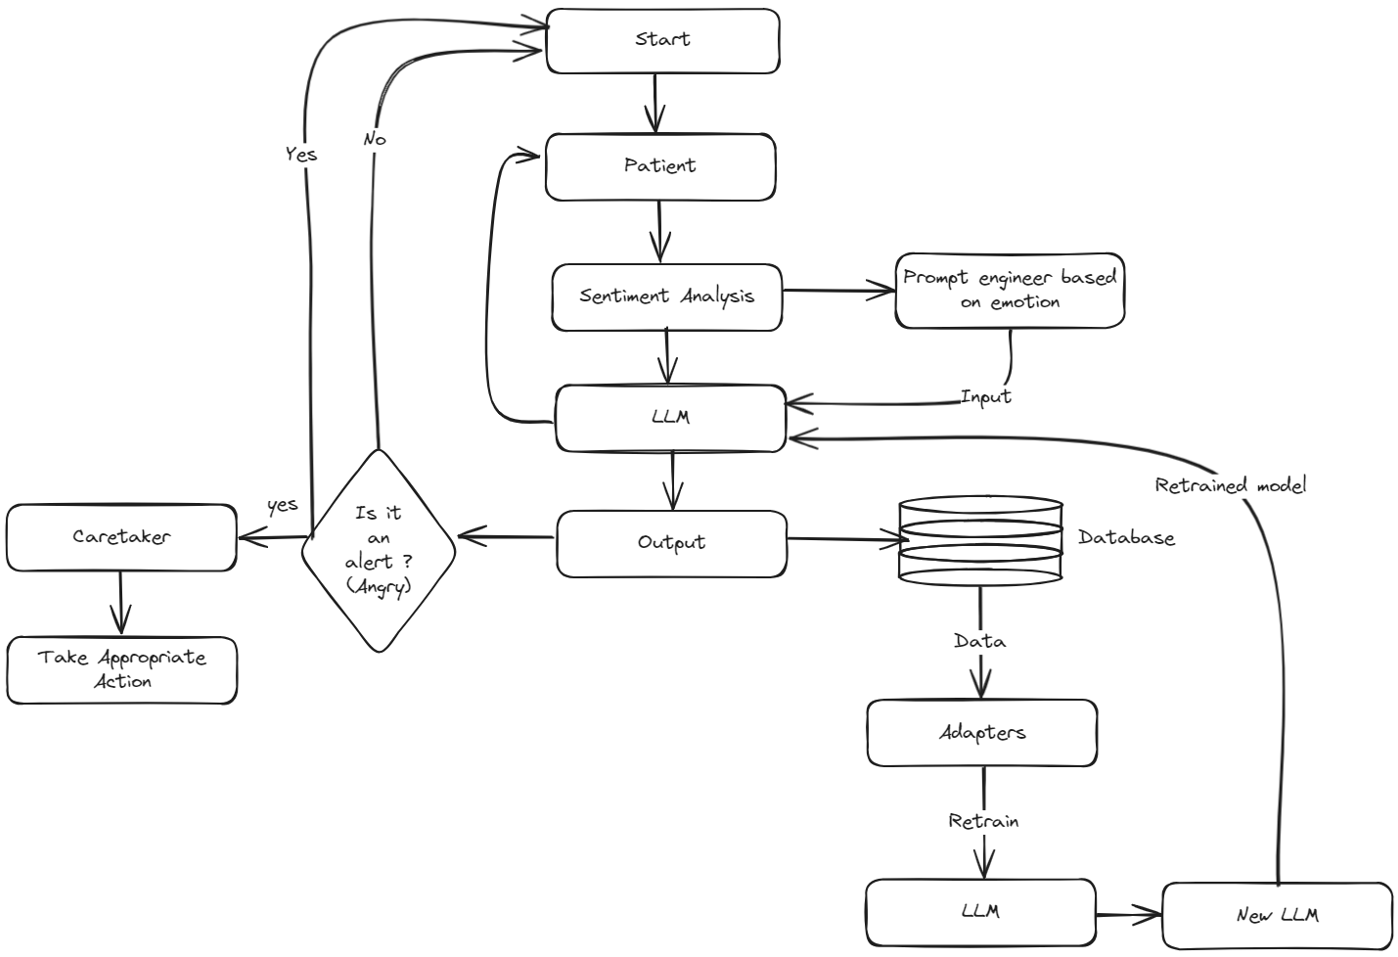 Start
No
Yes
Patient
Prompt engineer based
on emotion
Sentiment Analysis
Input
LLM
Retrained model
yes
Is it
an
alert ?
(Angry)
Caretaker
Output
Database
Data
Take Appropriate
Action
Adapters
Retrain
LLM
New LLM